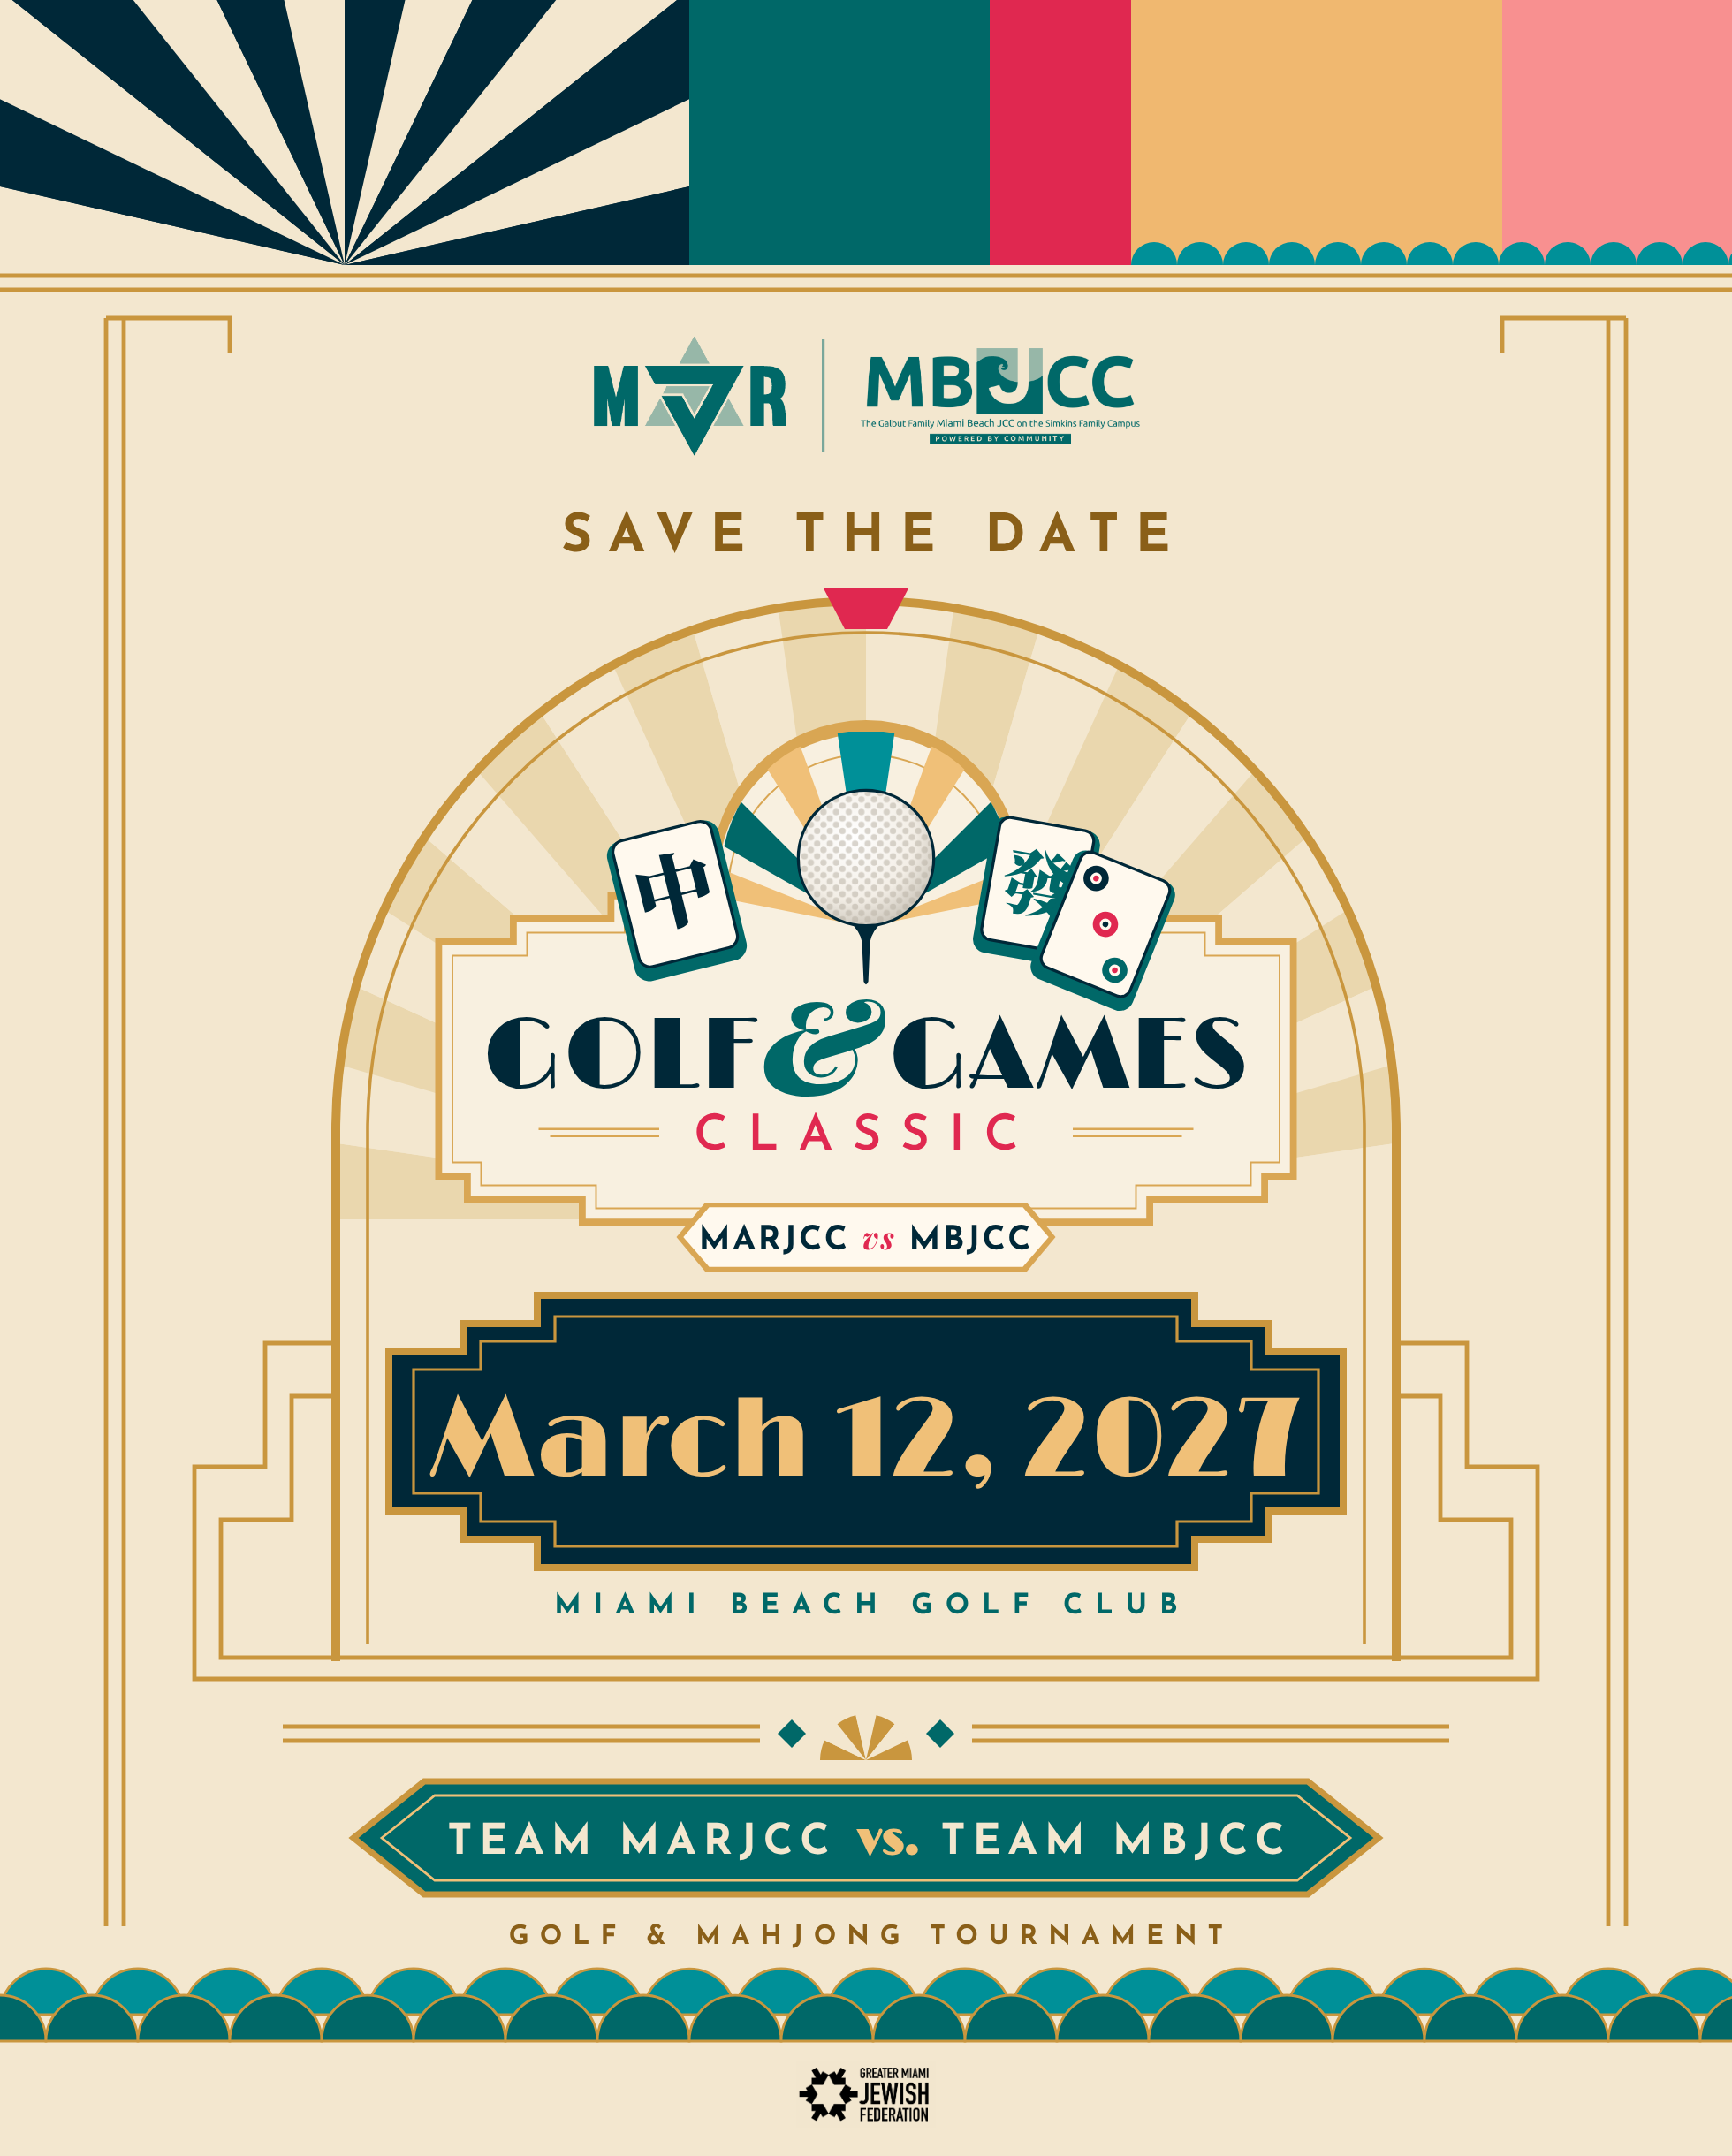 MR
MBJCC
The Galbut Family Miami Beach JCC on the Simkins Family Campus
POWERED BY COMMUNITY
SAVE THE DATE
中
發
GOLF & GAMES
CLASSIC
MARJCC vs MBJCC
March 12, 2027
MIAMI BEACH GOLF CLUB
TEAM MARJCC vs. TEAM MBJCC
GOLF & MAHJONG TOURNAMENT
GREATER MIAMI
JEWISH
FEDERATION